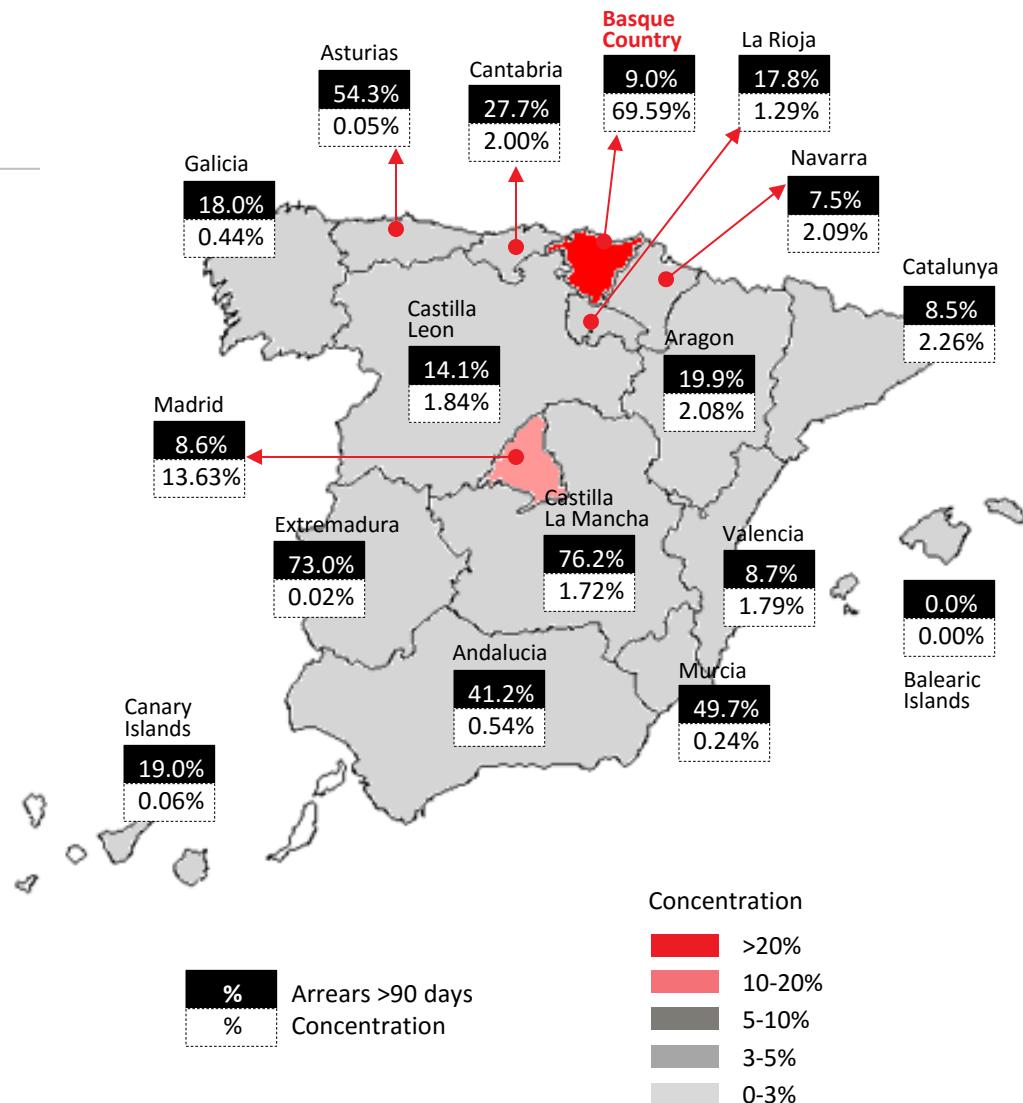 Basque
Country
9.0%
69.59%
La Rioja
17.8%
1.29%
Asturias
54.3%
0.05%
Cantabria
27.7%
2.00%
Navarra
7.5%
2.09%
Galicia
18.0%
0.44%
Catalunya
8.5%
2.26%
Castilla
Leon
14.1%
1.84%
Aragon
19.9%
2.08%
Madrid
8.6%
13.63%
Castilla
La Mancha
76.2%
1.72%
Extremadura
73.0%
0.02%
Valencia
8.7%
1.79%
0.0%
0.00%
Balearic
Islands
Andalucia
41.2%
0.54%
Murcia
49.7%
0.24%
Canary
Islands
19.0%
0.06%
Concentration
>20%
10-20%
5-10%
3-5%
0-3%
% Arrears >90 days
% Concentration